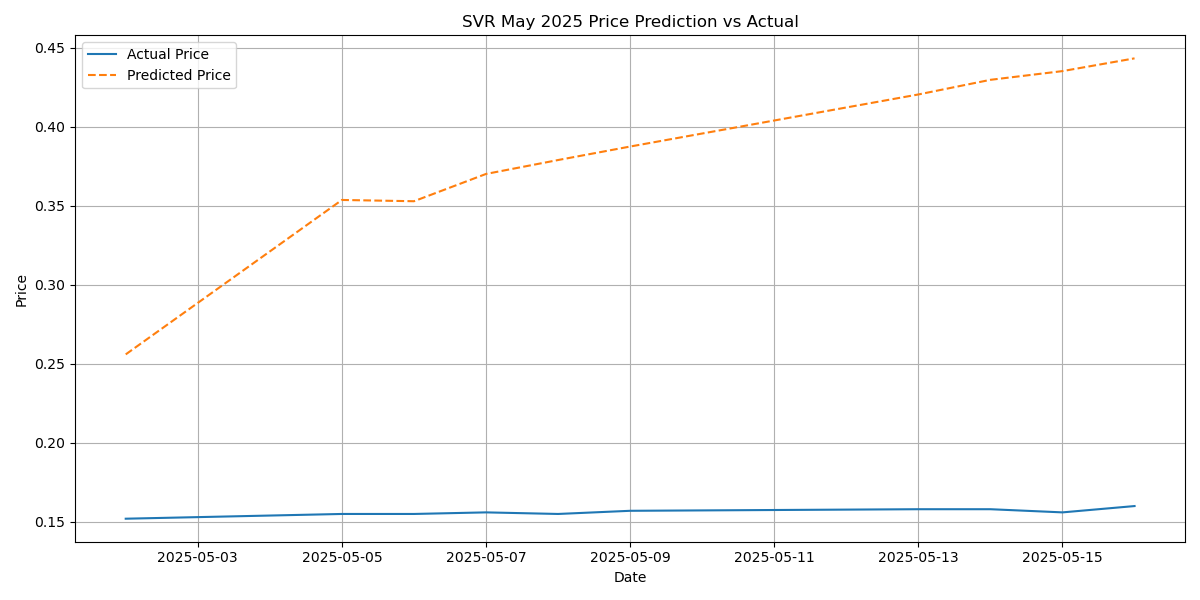 SVR May 2025 Price Prediction vs Actual
Actual Price
Predicted Price
Price
0.45
0.40
0.35
0.30
0.25
0.20
0.15
2025-05-03
2025-05-05
2025-05-07
2025-05-09
2025-05-11
2025-05-13
2025-05-15
Date